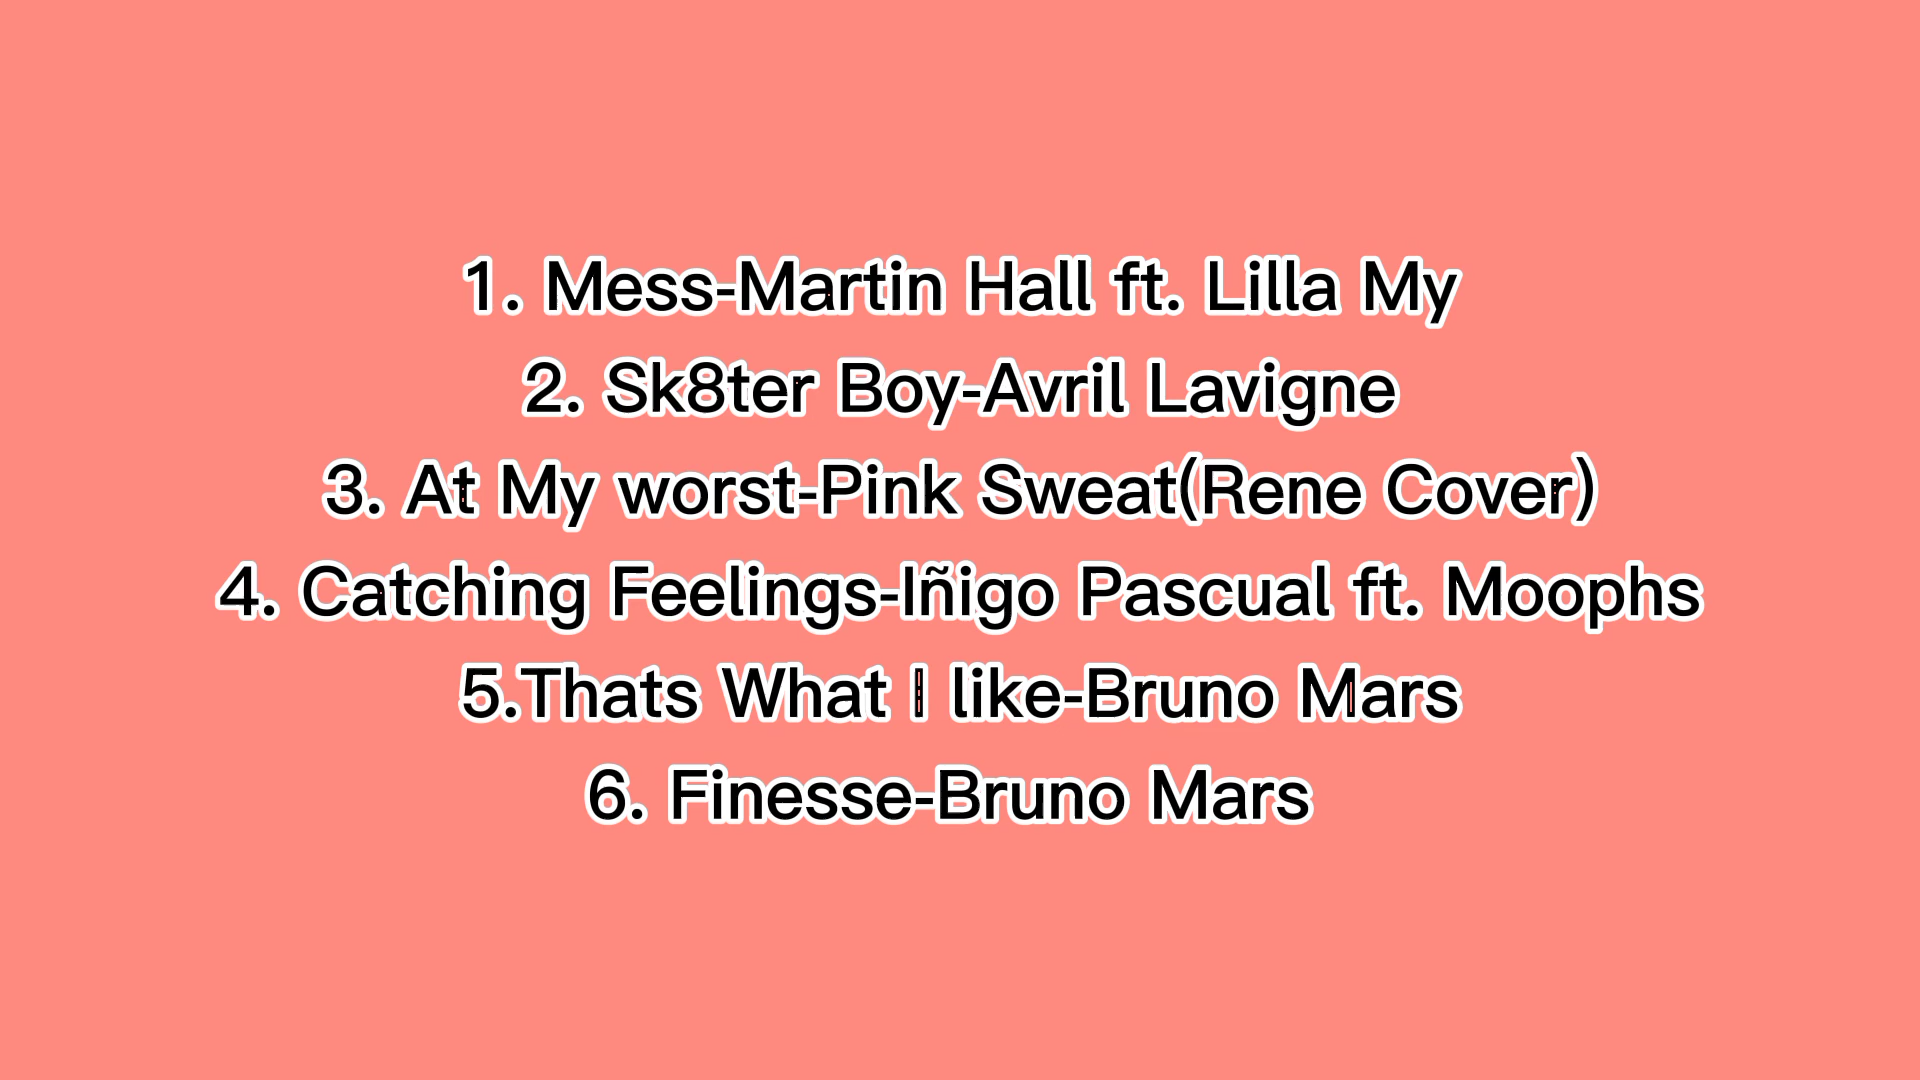 1. Mess-Martin Hall ft. Lilla My
2. Sk8ter Boy-Avril Lavigne
3. At My worst-Pink Sweat(Rene Cover)
4. Catching Feelings-Iñigo Pascual ft. Moophs
5.Thats What I like-Bruno Mars
6. Finesse-Bruno Mars